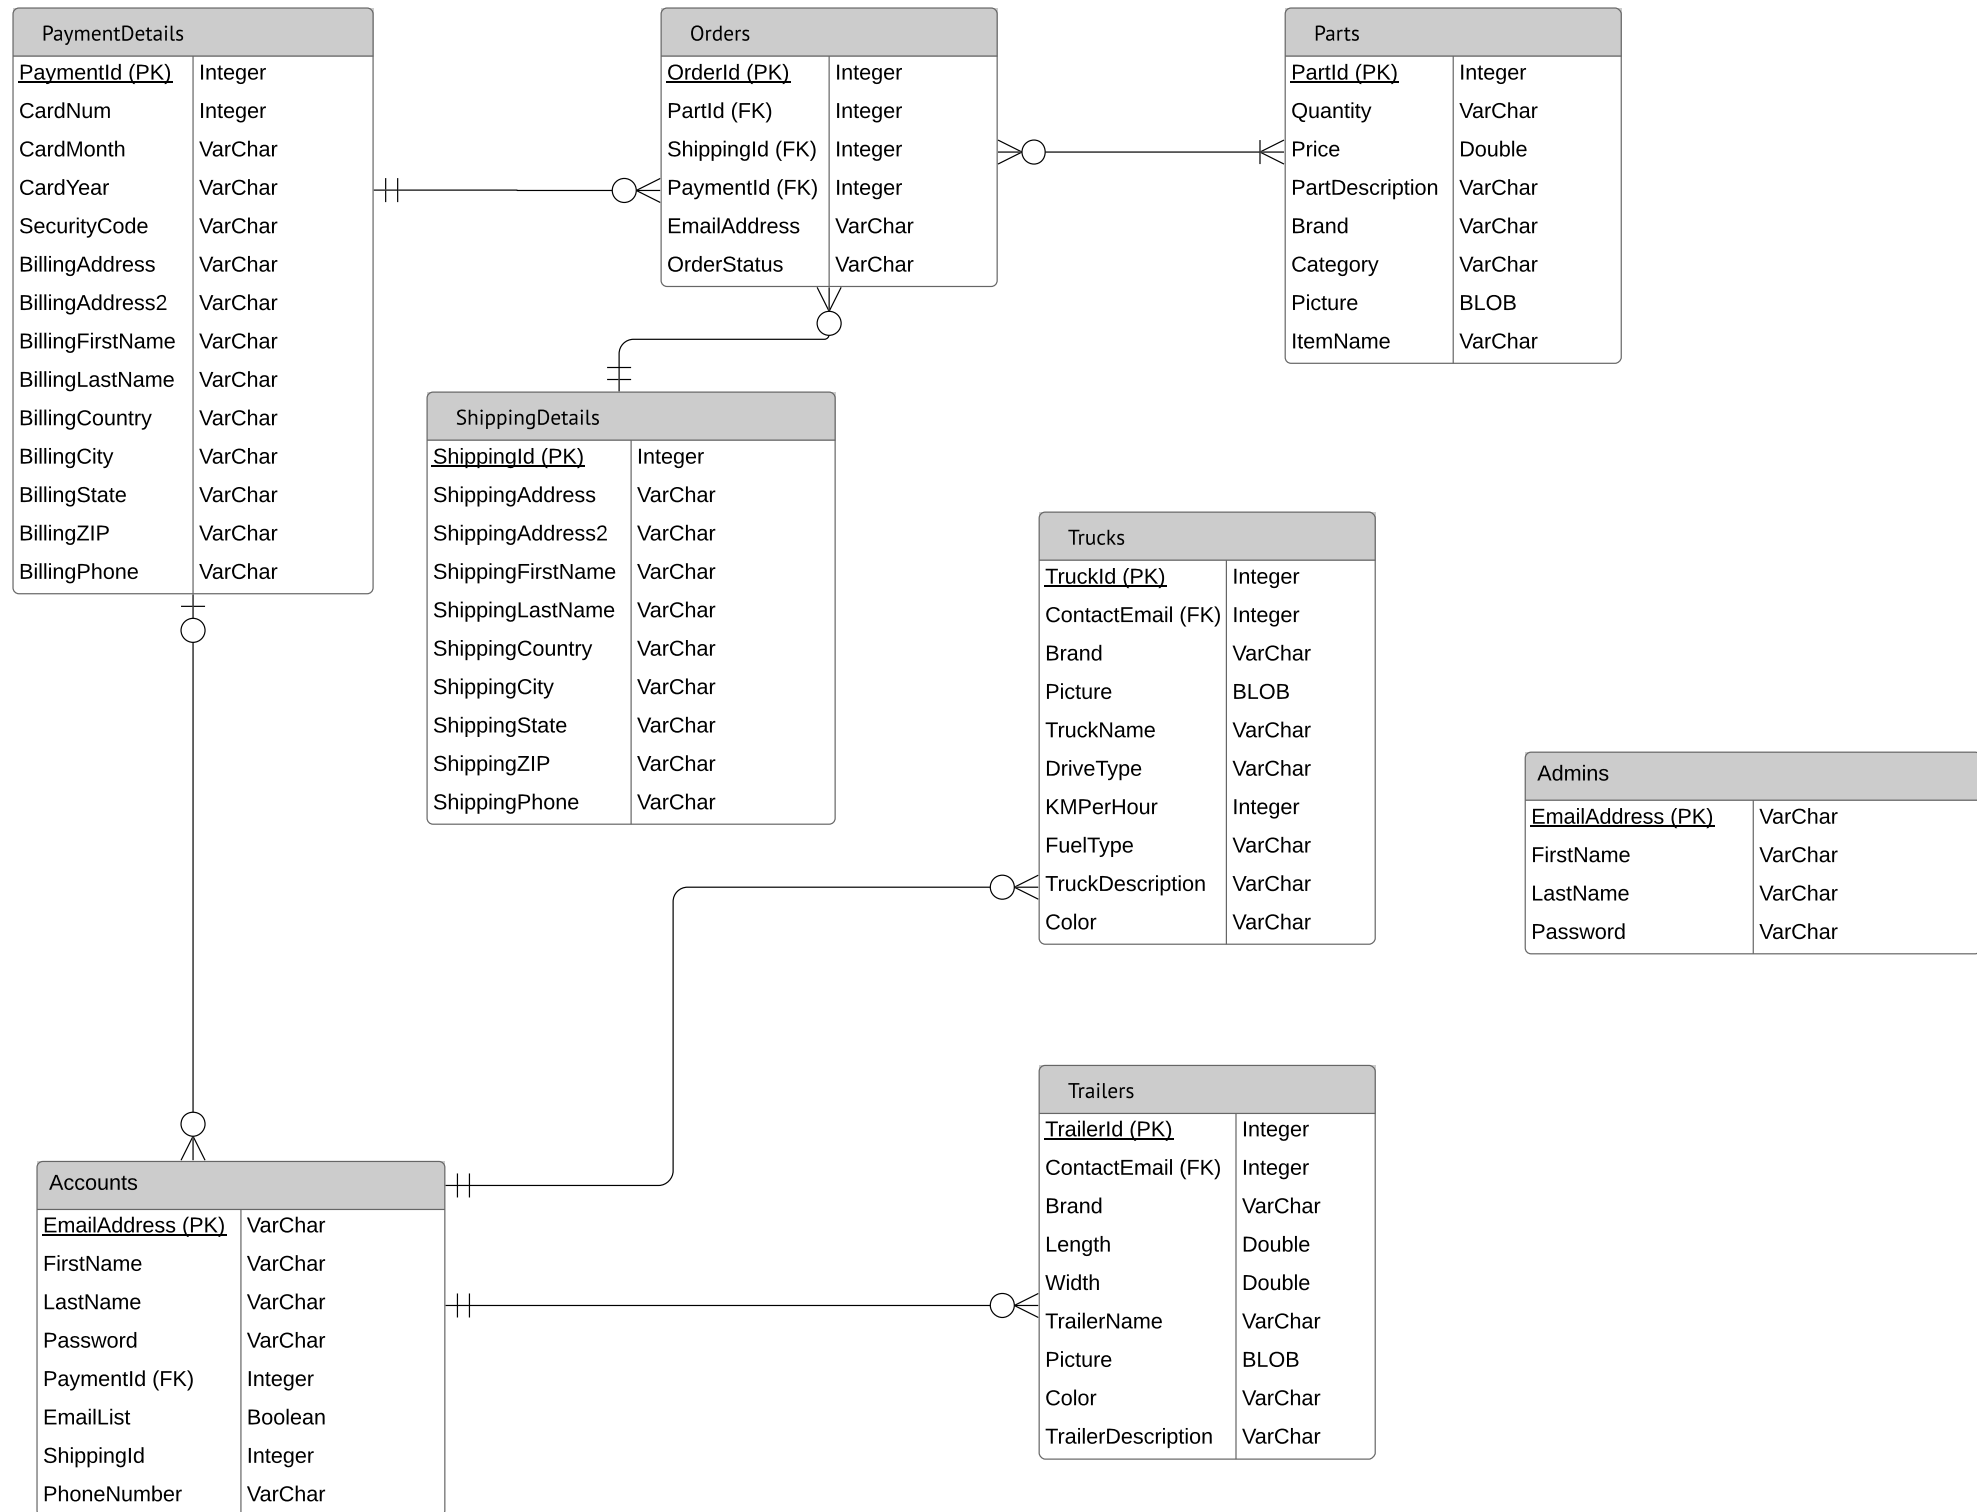 PaymentDetails
PaymentId (PK) Integer
CardNum Integer
CardMonth VarChar
CardYear VarChar
SecurityCode VarChar
BillingAddress VarChar
BillingAddress2 VarChar
BillingFirstName VarChar
BillingLastName VarChar
BillingCountry VarChar
BillingCity VarChar
BillingState VarChar
BillingZIP VarChar
BillingPhone VarChar
Orders
OrderId (PK) Integer
PartId (FK) Integer
ShippingId (FK) Integer
PaymentId (FK) Integer
EmailAddress VarChar
OrderStatus VarChar
Parts
PartId (PK) Integer
Quantity VarChar
Price Double
PartDescription VarChar
Brand VarChar
Category VarChar
Picture BLOB
ItemName VarChar
ShippingDetails
ShippingId (PK) Integer
ShippingAddress VarChar
ShippingAddress2 VarChar
ShippingFirstName VarChar
ShippingLastName VarChar
ShippingCountry VarChar
ShippingCity VarChar
ShippingState VarChar
ShippingZIP VarChar
ShippingPhone VarChar
Trucks
TruckId (PK) Integer
ContactEmail (FK) Integer
Brand VarChar
Picture BLOB
TruckName VarChar
DriveType VarChar
KMPerHour Integer
FuelType VarChar
TruckDescription VarChar
Color VarChar
Admins
EmailAddress (PK) VarChar
FirstName VarChar
LastName VarChar
Password VarChar
Trailers
TrailerId (PK) Integer
ContactEmail (FK) Integer
Brand VarChar
Length Double
Width Double
TrailerName VarChar
Picture BLOB
Color VarChar
TrailerDescription VarChar
Accounts
EmailAddress (PK) VarChar
FirstName VarChar
LastName VarChar
Password VarChar
PaymentId (FK) Integer
EmailList Boolean
ShippingId Integer
PhoneNumber VarChar